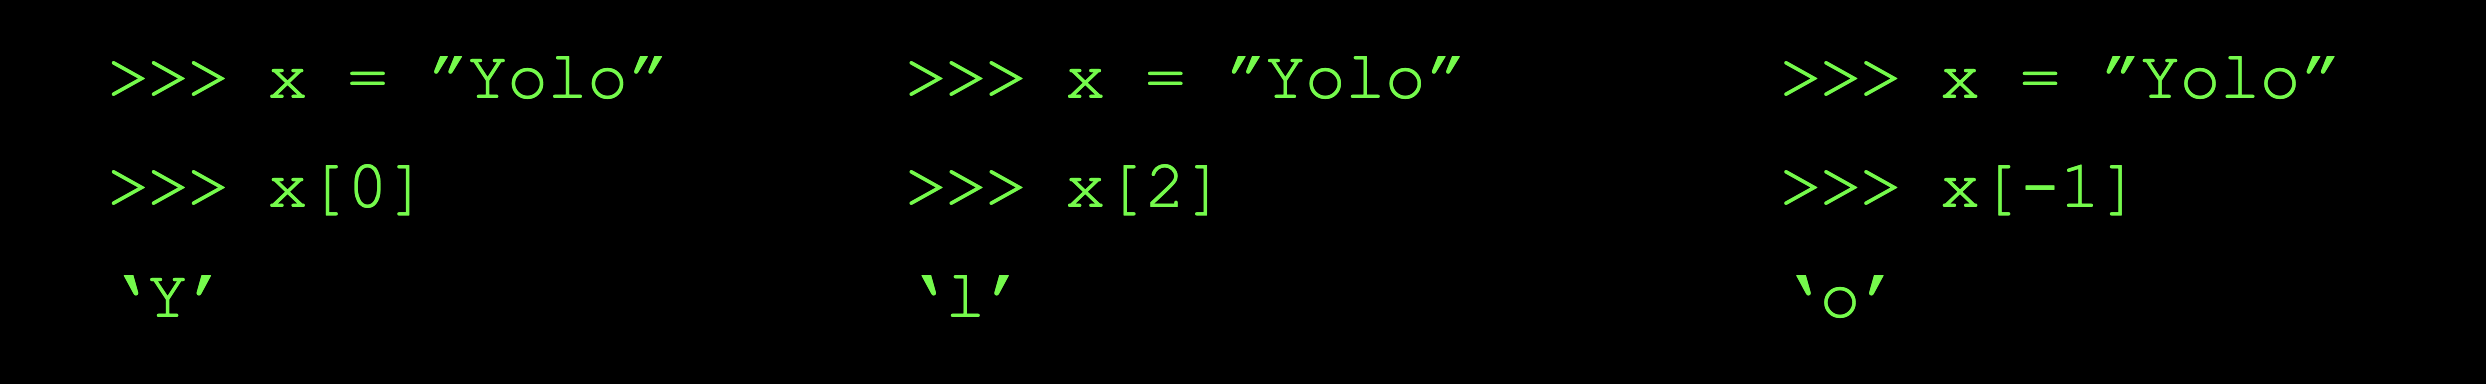 >>> x = ”Yolo”
>>> x[0]
‘Y’
>>> x = ”Yolo”
>>> x[2]
‘l’
>>> x = ”Yolo”
>>> x[-1]
‘o’